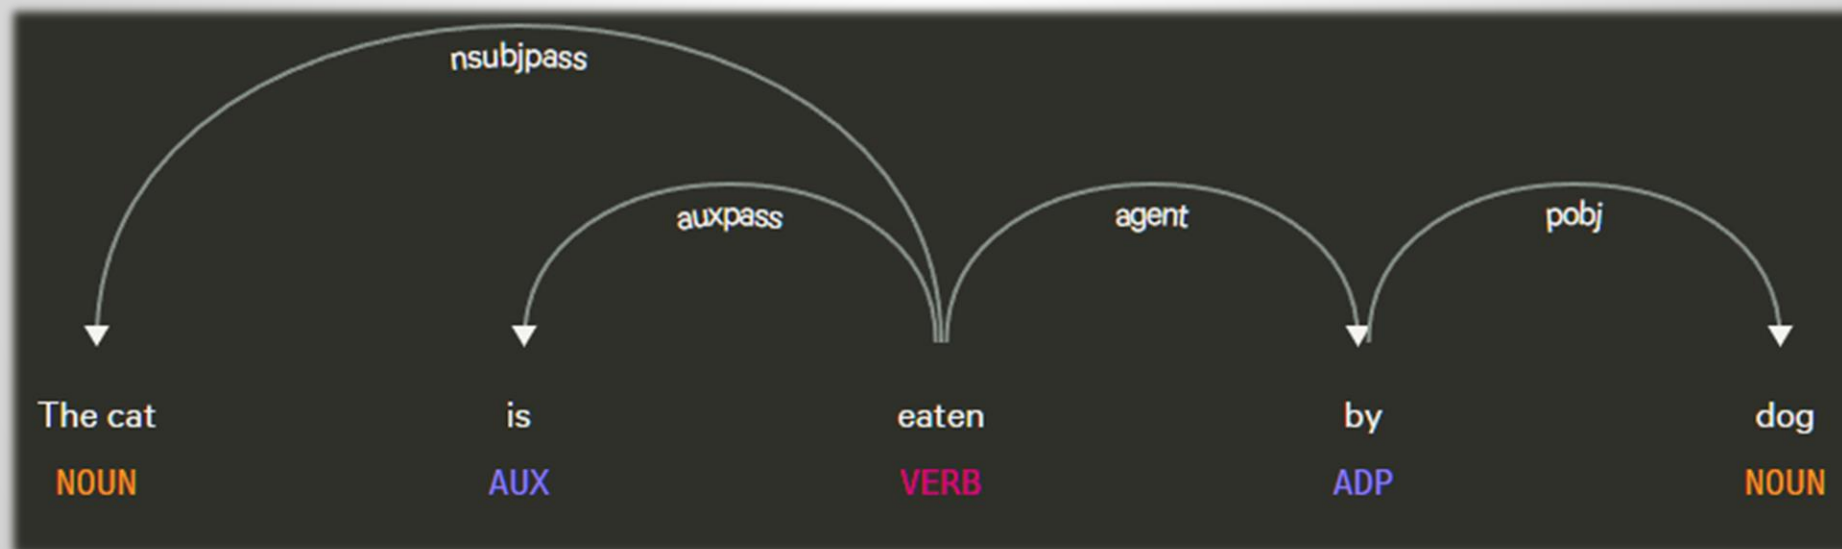 nsubjpass
auxpass agent pobj
The cat is eaten by dog
NOUN AUX VERB ADP NOUN